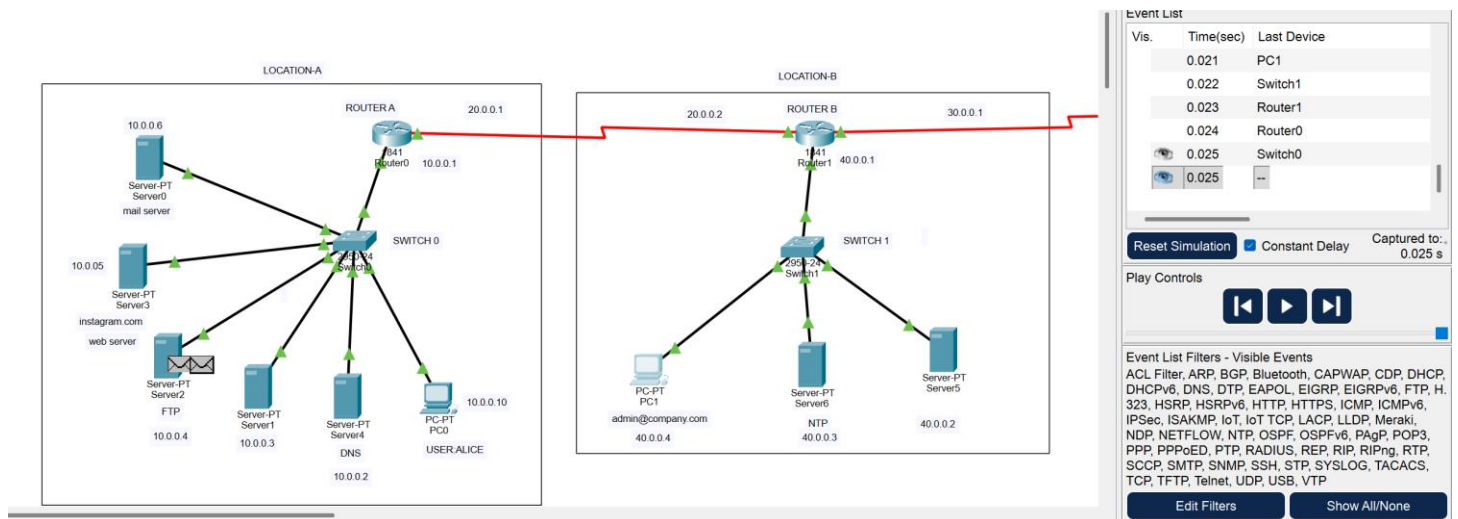 LOCATION-A
ROUTER A
20.0.0.1
10.0.0.6
1841
Router0
10.0.0.1
Server-PT
Server0
mail server
SWITCH 0
2950-24
Switch0
10.0.05
Server-PT
Server3
instagram.com
web server
Server-PT
Server2
FTP
10.0.0.4
Server-PT
Server1
10.0.0.3
Server-PT
Server4
DNS
10.0.0.2
PC-PT
PC0
10.0.0.10
USER:ALICE
LOCATION-B
20.0.0.2
ROUTER B
30.0.0.1
1841
Router1
40.0.0.1
SWITCH 1
2950-24
Switch1
PC-PT
PC1
admin@company.com
40.0.0.4
Server-PT
Server6
NTP
40.0.0.3
Server-PT
Server5
40.0.0.2
Event List
Vis. Time(sec) Last Device
0.021 PC1
0.022 Switch1
0.023 Router1
0.024 Router0
0.025 Switch0
0.025 --
Reset Simulation Constant Delay Captured to:
0.025 s
Play Controls
Event List Filters - Visible Events
ACL Filter, ARP, BGP, Bluetooth, CAPWAP, CDP, DHCP,
DHCPv6, DNS, DTP, EAPOL, EIGRP, EIGRPv6, FTP, H.
323, HSRP, HSRPv6, HTTP, HTTPS, ICMP, ICMPv6,
IPSec, ISAKMP, IoT, IoT TCP, LACP, LLDP, Meraki,
NDP, NETFLOW, NTP, OSPF, OSPFv6, PAgP, POP3,
PPP, PPPoED, PTP, RADIUS, REP, RIP, RIPng, RTP,
SCCP, SMTP, SNMP, SSH, STP, SYSLOG, TACACS,
TCP, TFTP, Telnet, UDP, USB, VTP
Edit Filters Show All/None